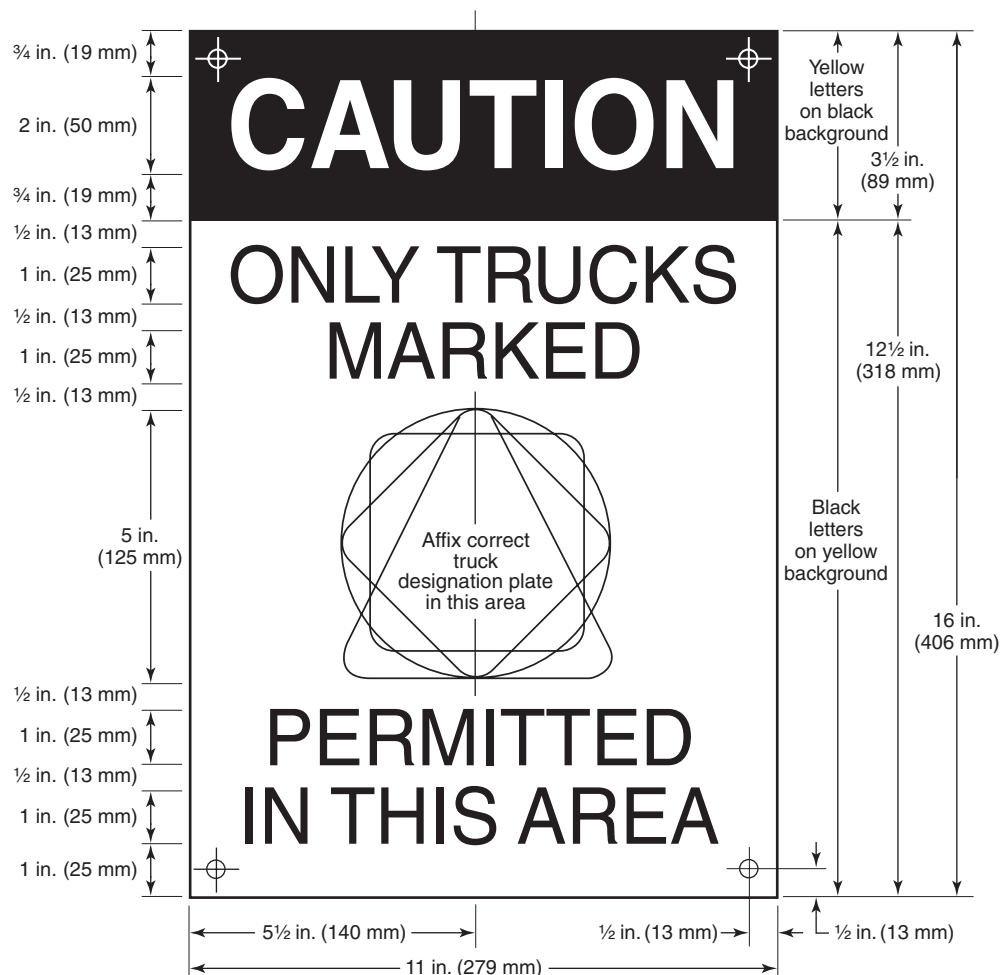 CAUTION
ONLY TRUCKS
MARKED
Affix correct
truck
designation plate
in this area
PERMITTED
IN THIS AREA
¾ in. (19 mm)
2 in. (50 mm)
¾ in. (19 mm)
½ in. (13 mm)
1 in. (25 mm)
½ in. (13 mm)
1 in. (25 mm)
½ in. (13 mm)
5 in.
(125 mm)
½ in. (13 mm)
1 in. (25 mm)
½ in. (13 mm)
1 in. (25 mm)
1 in. (25 mm)
Yellow
letters
on black
background
3½ in.
(89 mm)
12½ in.
(318 mm)
Black
letters
on yellow
background
16 in.
(406 mm)
5½ in. (140 mm)
½ in. (13 mm)
½ in. (13 mm)
11 in. (279 mm)